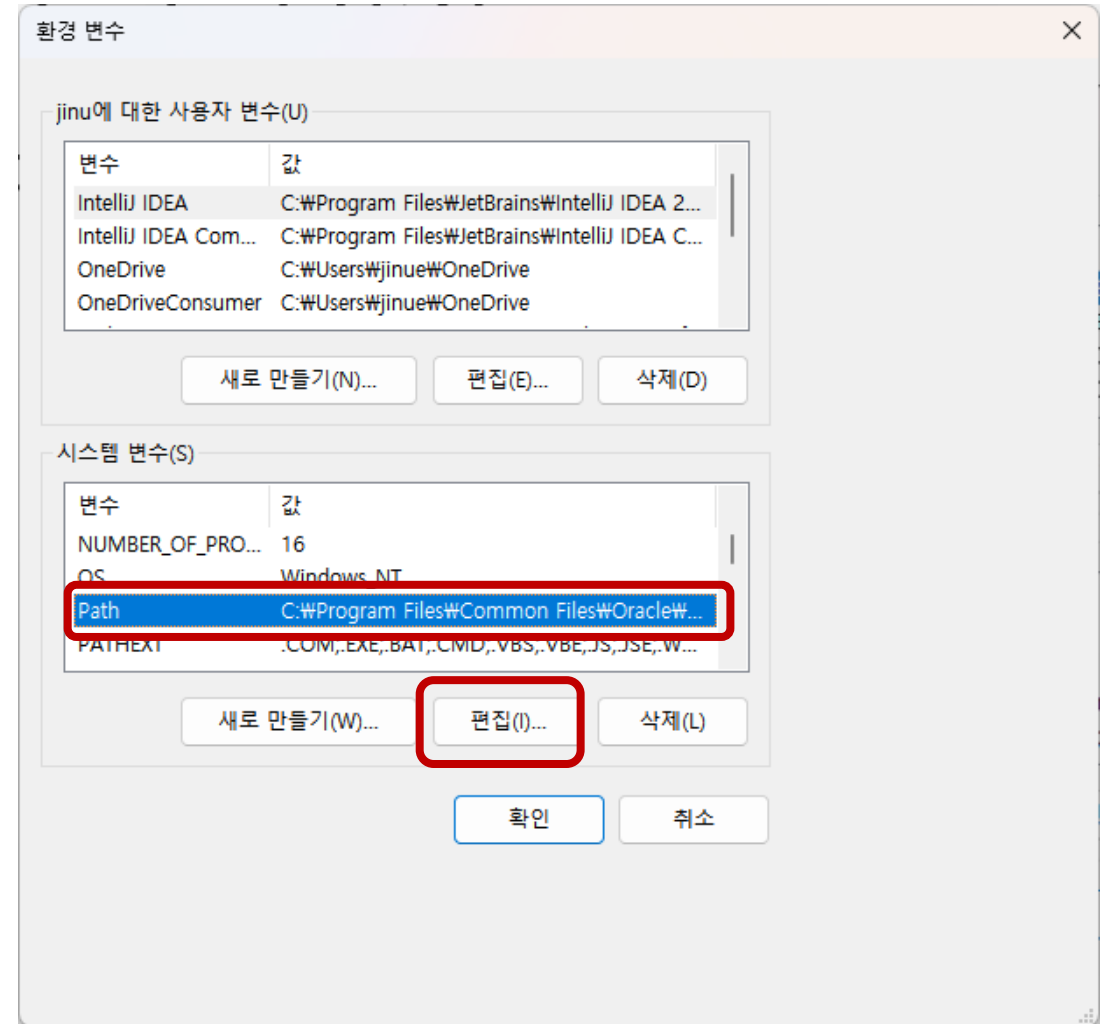 환경 변수
jinu에 대한 사용자 변수(U)
변수 값
IntelliJ IDEA C:₩Program Files₩JetBrains₩IntelliJ IDEA 2...
IntelliJ IDEA Com... C:₩Program Files₩JetBrains₩IntelliJ IDEA C...
OneDrive C:₩Users₩jinue₩OneDrive
OneDriveConsumer C:₩Users₩jinue₩OneDrive
새로 만들기(N)... 편집(E)... 삭제(D)
시스템 변수(S)
변수 값
NUMBER_OF_PRO... 16
OS Windows_NT
Path C:₩Program Files₩Common Files₩Oracle₩...
PATHEXT .COM;.EXE;.BAT;.CMD;.VBS;.VBE;.JS;.JSE;.W...
새로 만들기(W)... 편집(I)... 삭제(L)
확인 취소